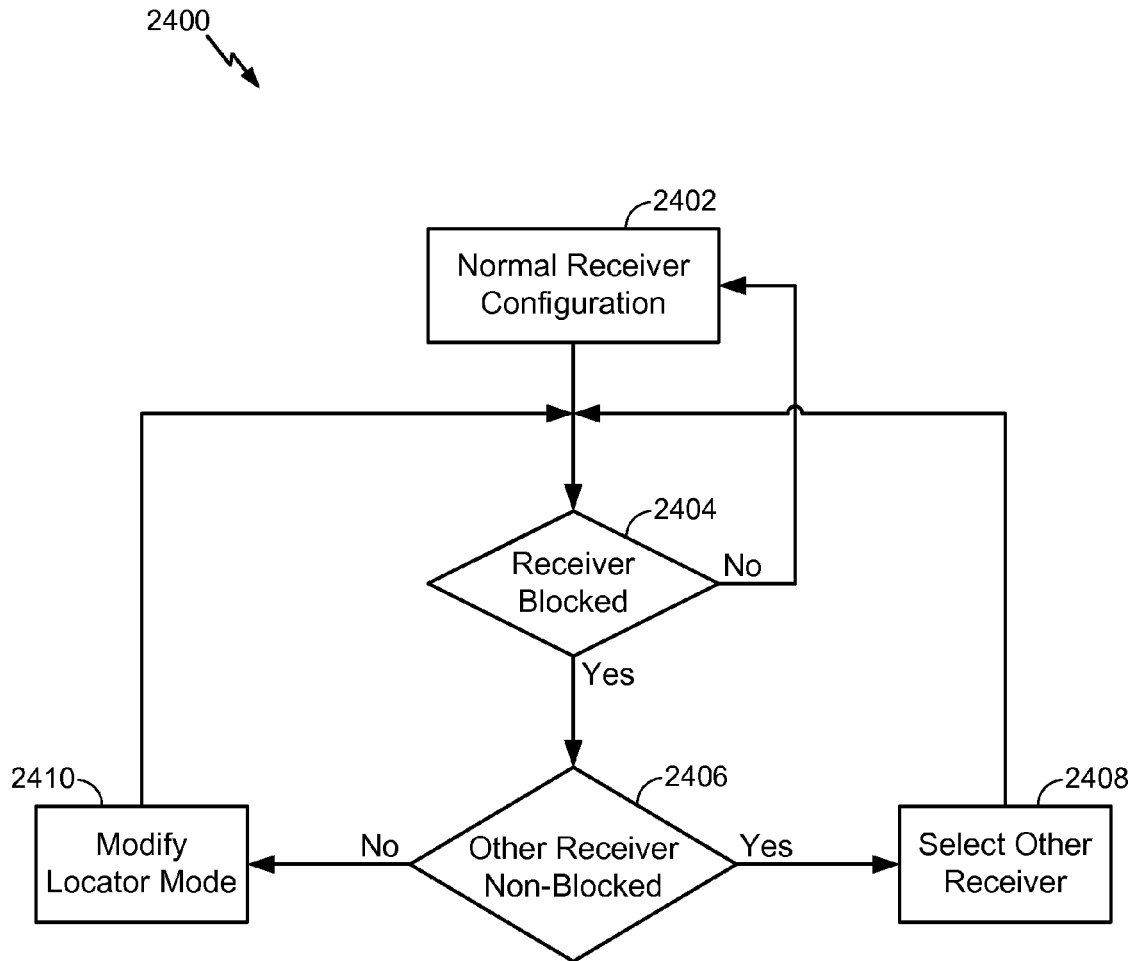 2400
2402
Normal Receiver
Configuration
2404
Receiver
Blocked
No
Yes
2410
Modify
Locator Mode
No
2406
Other Receiver
Non-Blocked
Yes
2408
Select Other
Receiver